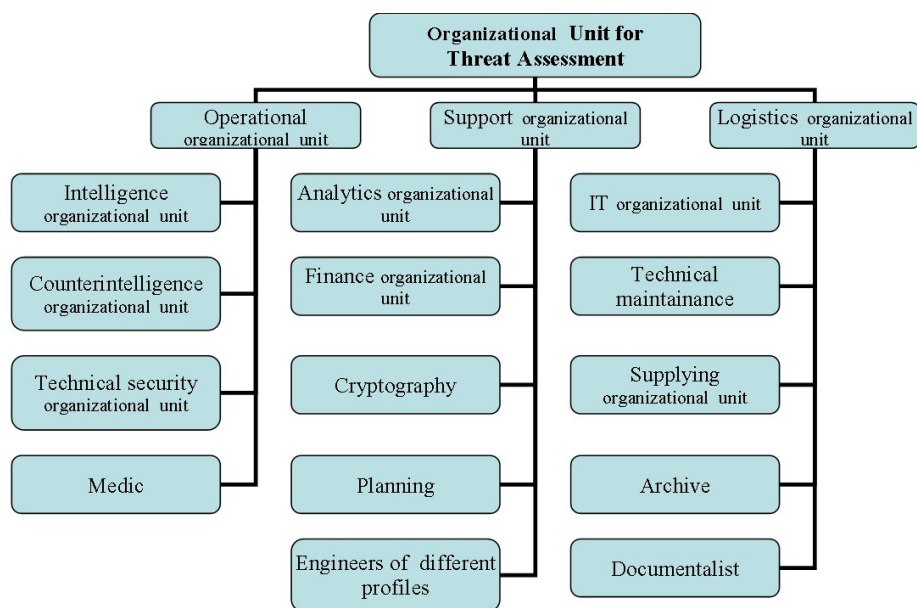 Organizational Unit for
Threat Assessment
Operational
organizational unit
Support organizational
unit
Logistics organizational
unit
Intelligence
organizational unit
Analytics organizational
unit
IT organizational unit
Counterintelligence
organizational unit
Finance organizational
unit
Technical
maintainance
Technical security
organizational unit
Cryptography
Supplying
organizational unit
Medic
Planning
Archive
Engineers of different
profiles
Documentalist